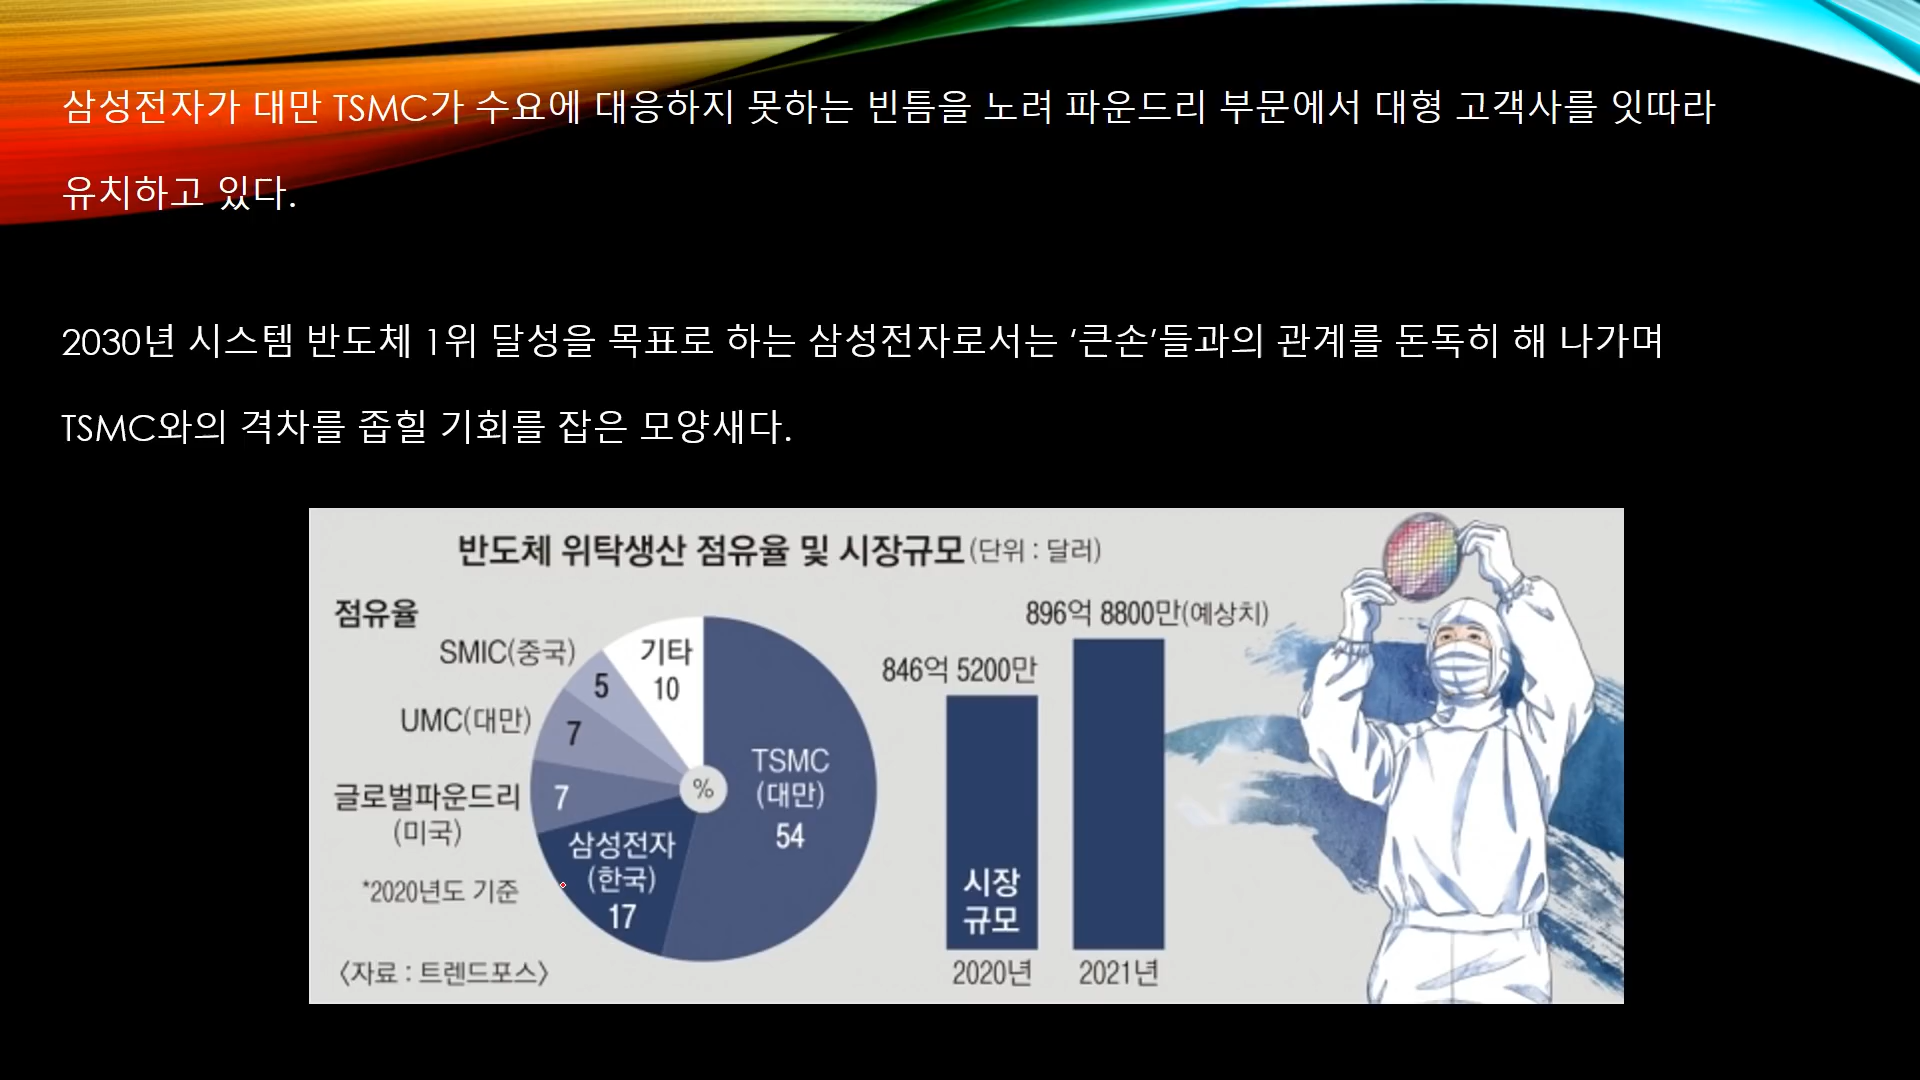 삼성전자가 대만 TSMC가 수요에 대응하지 못하는 빈틈을 노려 파운드리 부문에서 대형 고객사를 잇따라
유치하고 있다.
2030년 시스템 반도체 1위 달성을 목표로 하는 삼성전자로서는 ‘큰손’들과의 관계를 돈독히 해 나가며
TSMC와의 격차를 좁힐 기회를 잡은 모양새다.
반도체 위탁생산 점유율 및 시장규모(단위 : 달러)
점유율
SMIC(중국)
5
기타
10
UMC(대만)
7
글로벌파운드리
(미국)
7
삼성전자
(한국)
17
TSMC
(대만)
54
%
*2020년도 기준
〈자료 : 트렌드포스〉
846억 5200만
896억 8800만(예상치)
시장
규모
2020년
2021년